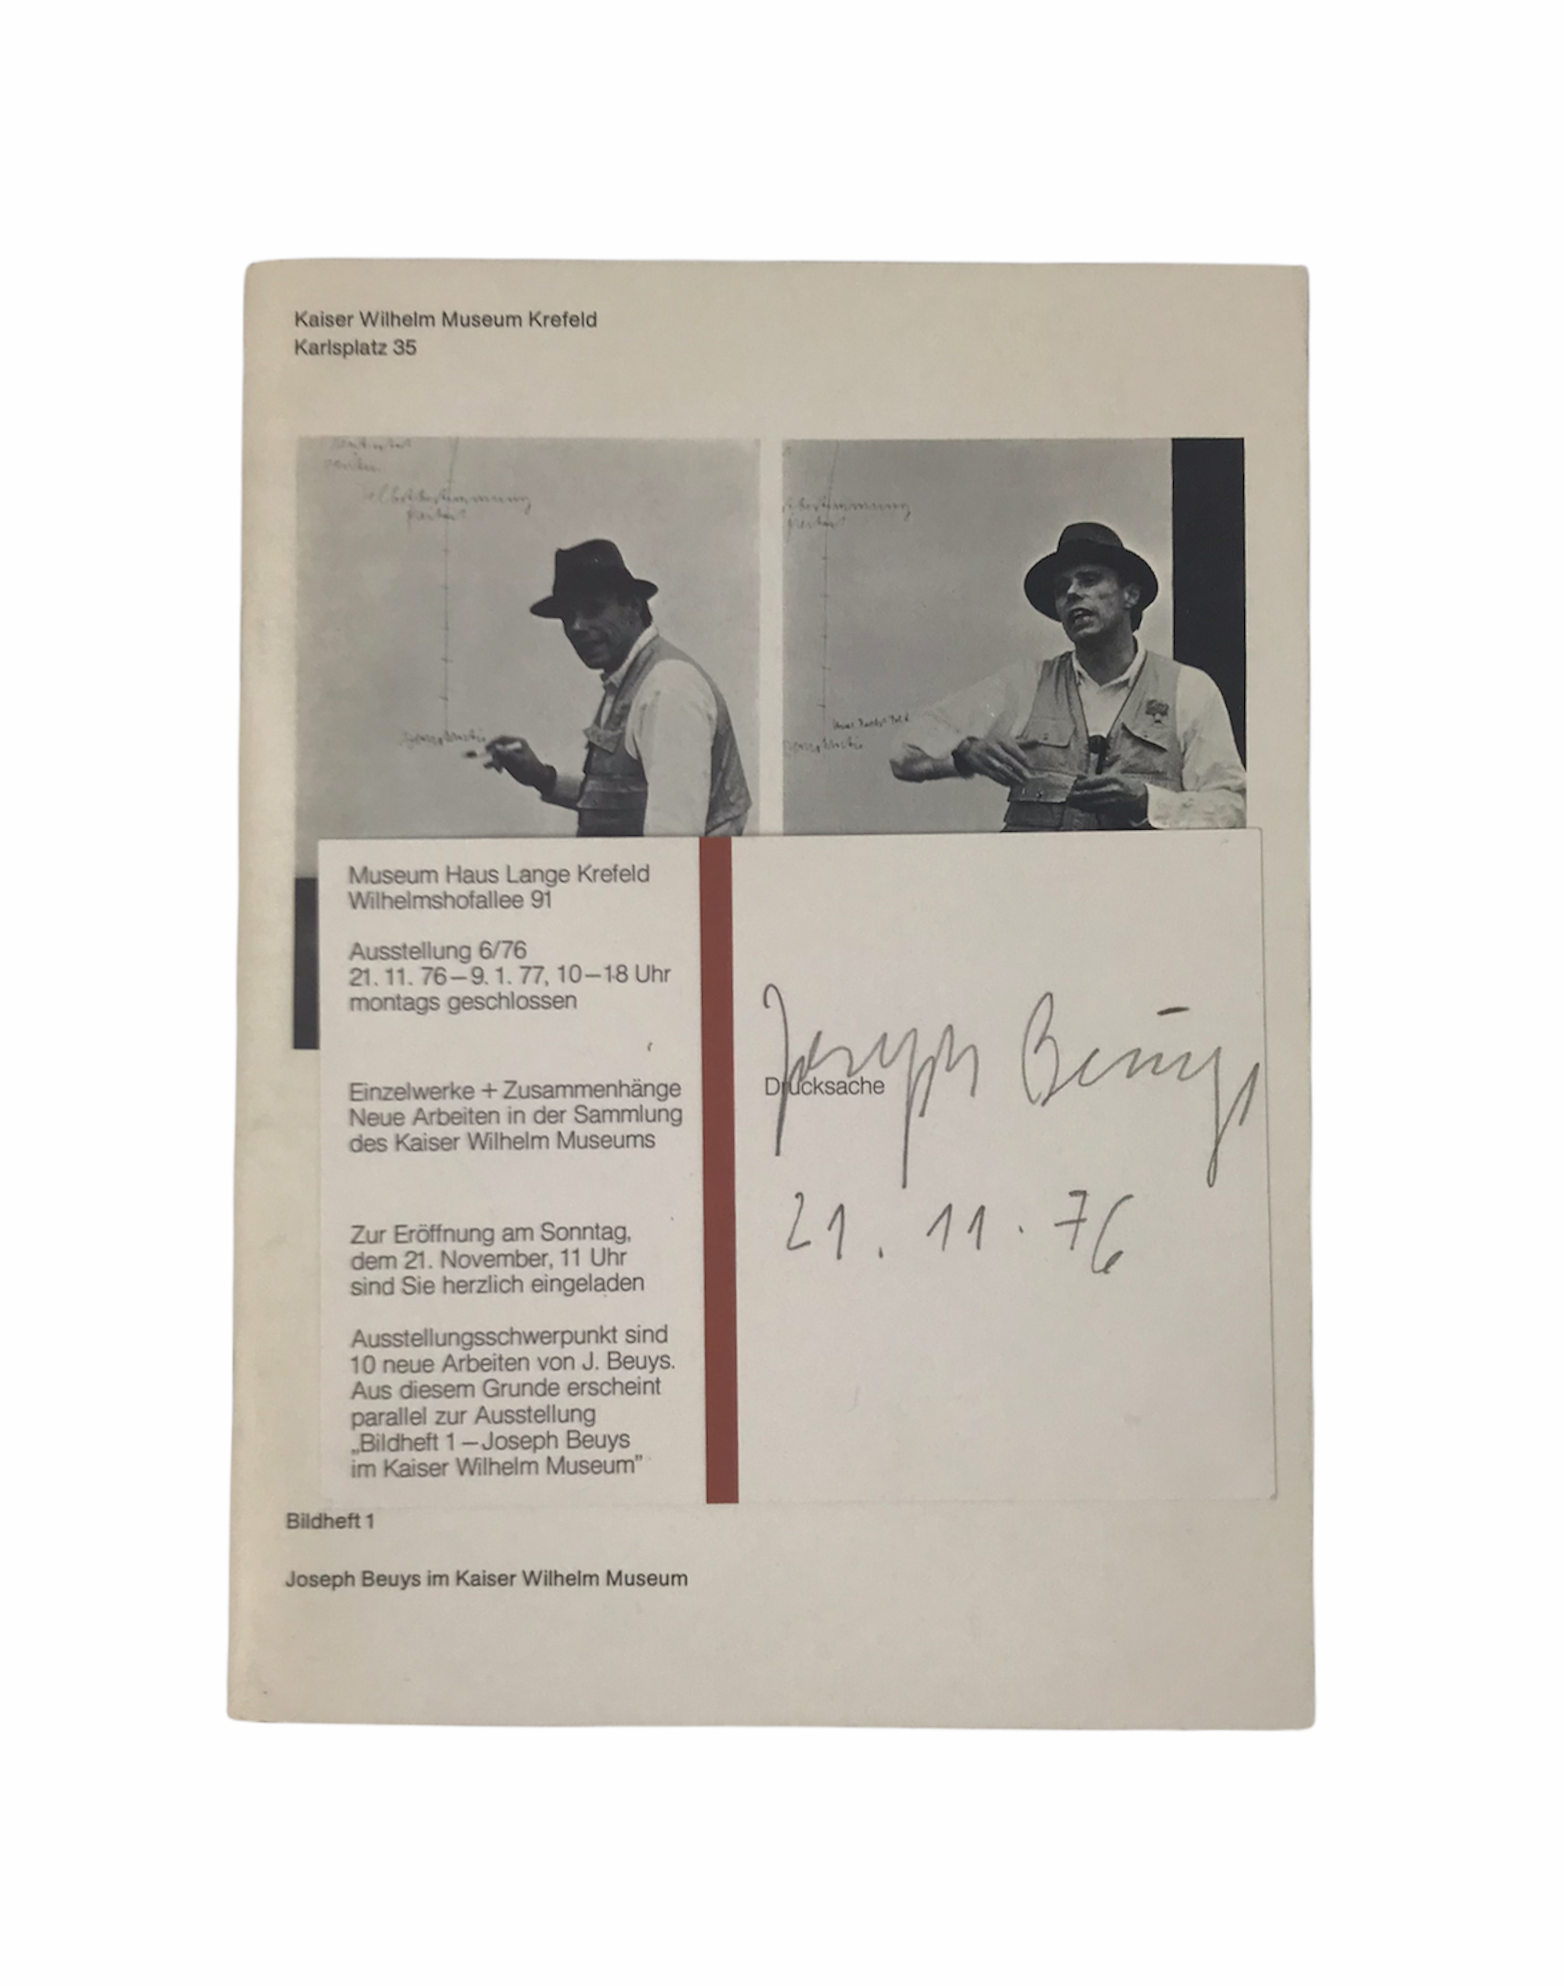 Kaiser Wilhelm Museum Krefeld
Karlsplatz 35
Selbstbestimmung
Museum Haus Lange Krefeld
Wilhelmshofallee 91
Ausstellung 6/76
21. 11. 76—9. 1. 77, 10—18 Uhr
montags geschlossen
Einzelwerke + Zusammenhänge
Neue Arbeiten in der Sammlung
des Kaiser Wilhelm Museums
Zur Eröffnung am Sonntag,
dem 21. November, 11 Uhr
sind Sie herzlich eingeladen
Ausstellungsschwerpunkt sind
10 neue Arbeiten von J. Beuys.
Aus diesem Grunde erscheint
parallel zur Ausstellung
„Bildheft 1—Joseph Beuys
im Kaiser Wilhelm Museum”
Joseph Beuys
Drucksache
21. 11. 76
Bildheft 1
Joseph Beuys im Kaiser Wilhelm Museum